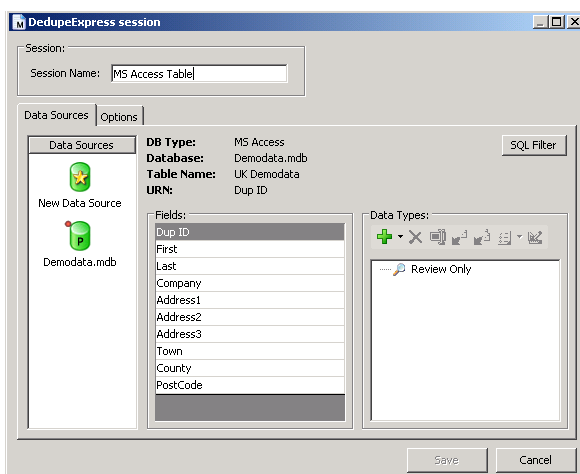 DedupeExpress session
Session:
Session Name: MS Access Table
Data Sources Options
Data Sources
New Data Source
P
Demodata.mdb
DB Type: MS Access
Database: Demodata.mdb
Table Name: UK Demodata
URN: Dup ID
SQL Filter
Fields:
Dup ID
First
Last
Company
Address1
Address2
Address3
Town
County
PostCode
Data Types:
Review Only
Save Cancel